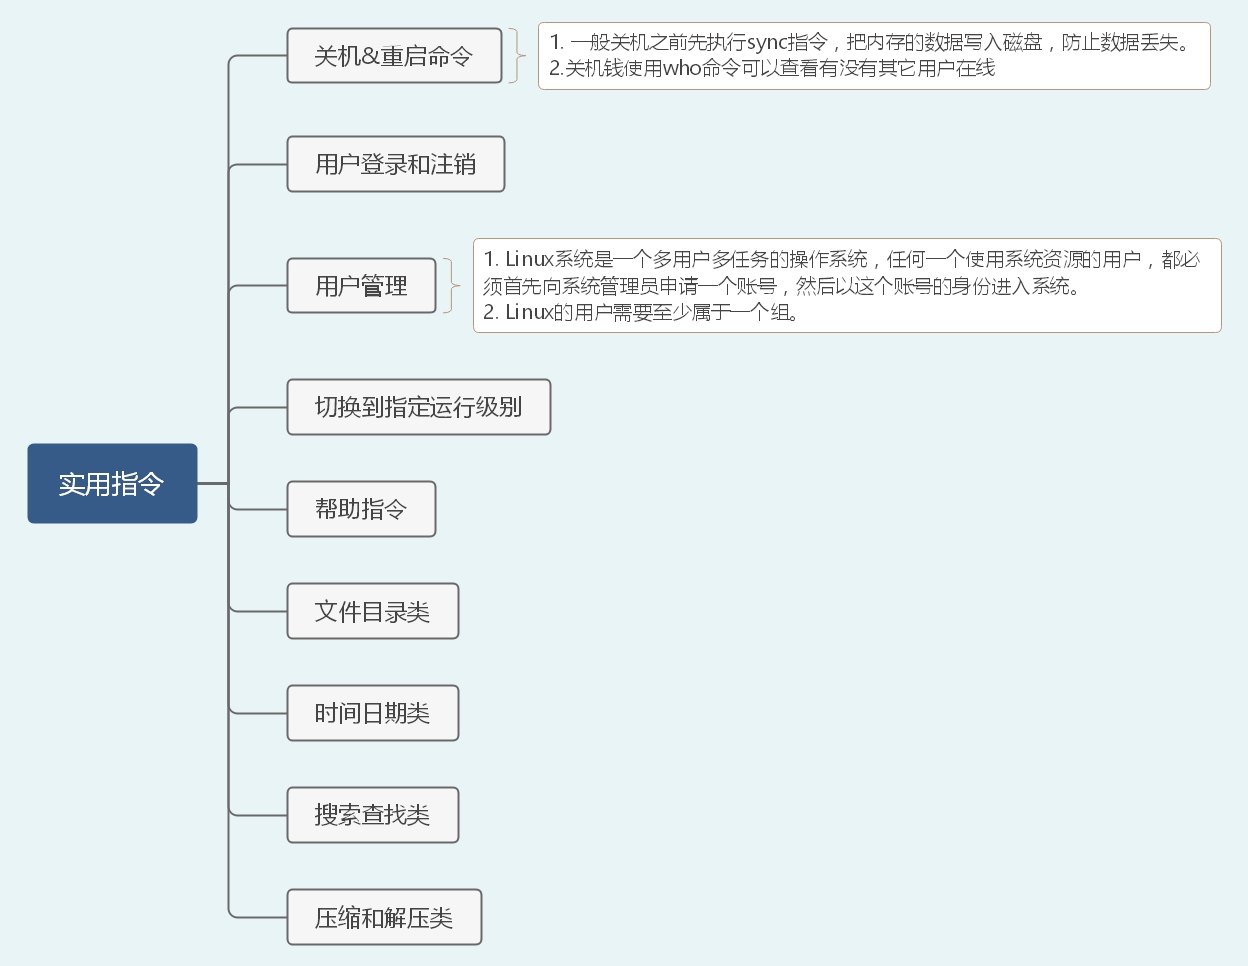 关机&重启命令
1. 一般关机之前先执行sync指令，把内存的数据写入磁盘，防止数据丢失。
2.关机钱使用who命令可以查看有没有其它用户在线
用户登录和注销
用户管理
1. Linux系统是一个多用户多任务的操作系统，任何一个使用系统资源的用户，都必
须首先向系统管理员申请一个账号，然后以这个账号的身份进入系统。
2. Linux的用户需要至少属于一个组。
切换到指定运行级别
实用指令
帮助指令
文件目录类
时间日期类
搜索查找类
压缩和解压类